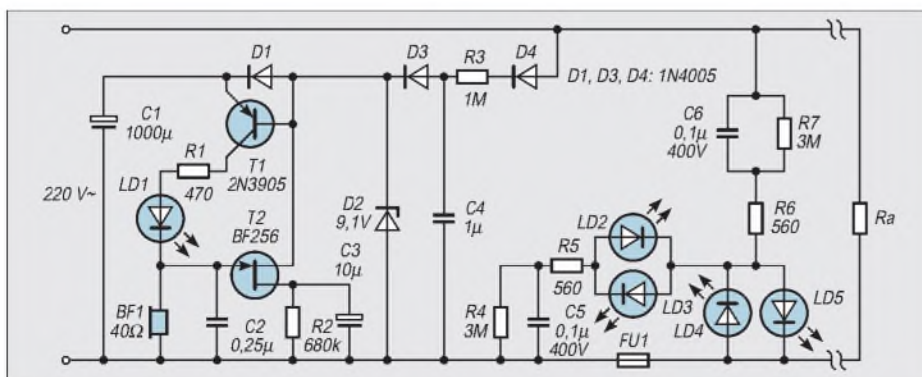 D1
D3
R3
1M
D4
D1, D3, D4: 1N4005
C1
1000µ
R1
470
T1
2N3905
220 V~
LD1
T2
BF256
C3
10µ
D2
9,1V
C4
1µ
C6
0,1µ
400V
R7
3M
R6
560
Ra
LD2
R5
560
LD3
LD4
LD5
R4
3M
C5
0,1µ
400V
FU1
BF1
40Ω
C2
0,25µ
R2
680k